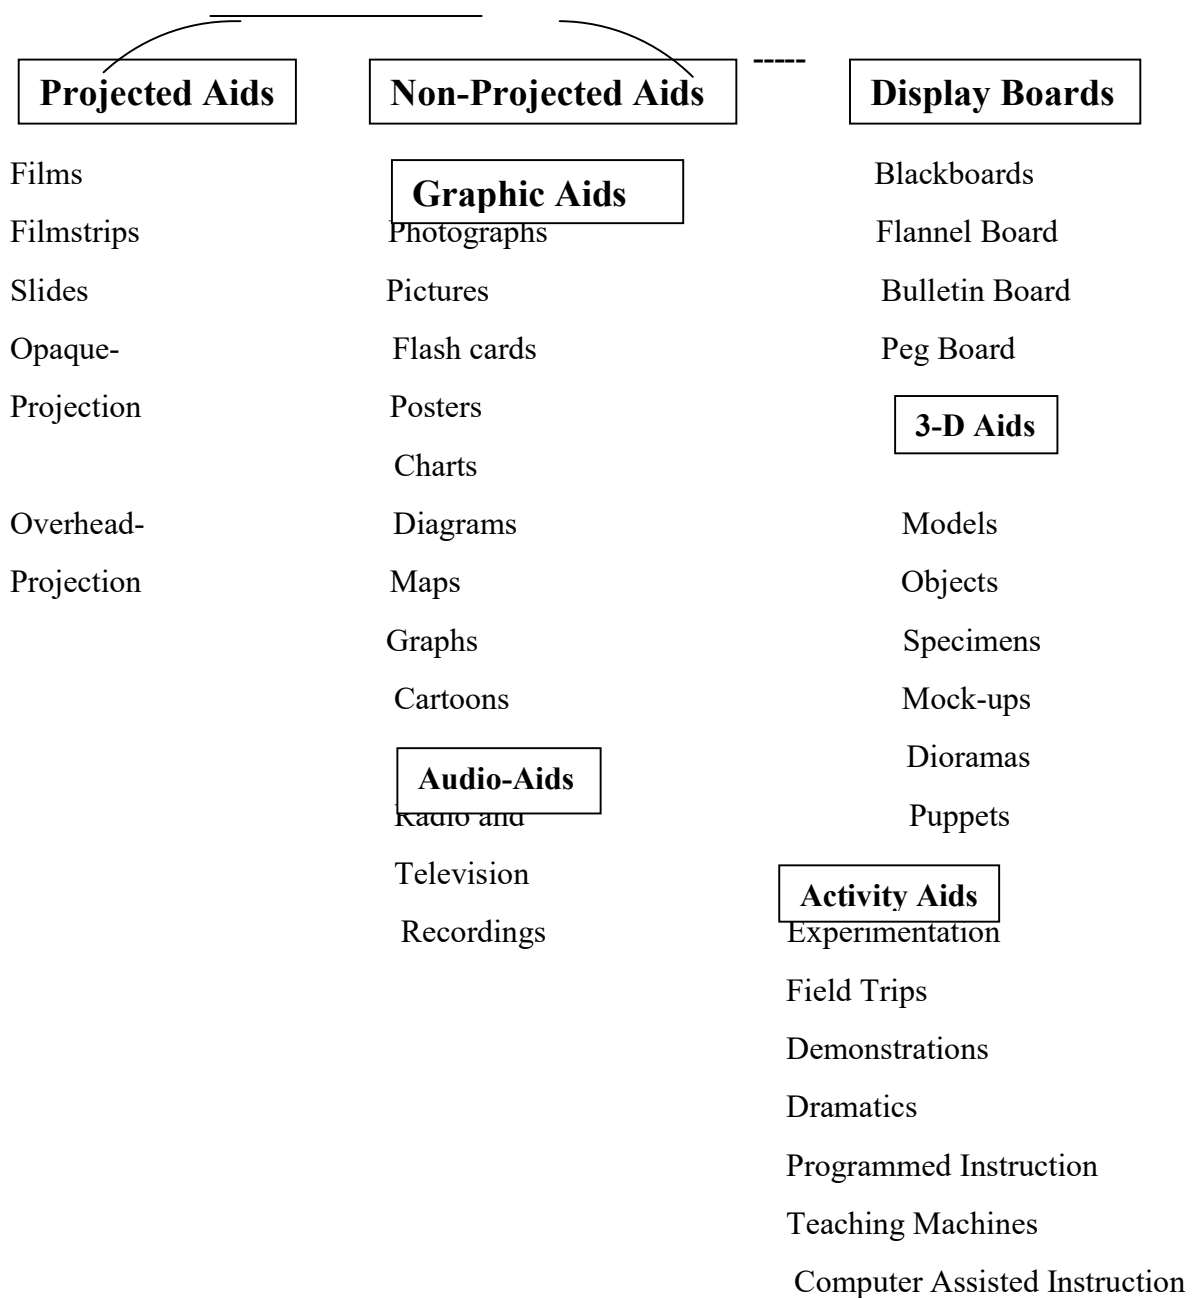 Projected Aids
Films
Filmstrips
Slides
Opaque-
Projection
Overhead-
Projection
Non-Projected Aids
Graphic Aids
Photographs
Pictures
Flash cards
Posters
Charts
Diagrams
Maps
Graphs
Cartoons
Audio-Aids
Radio and
Television
Recordings
-----
Display Boards
Blackboards
Flannel Board
Bulletin Board
Peg Board
3-D Aids
Models
Objects
Specimens
Mock-ups
Dioramas
Puppets
Activity Aids
Experimentation
Field Trips
Demonstrations
Dramatics
Programmed Instruction
Teaching Machines
Computer Assisted Instruction